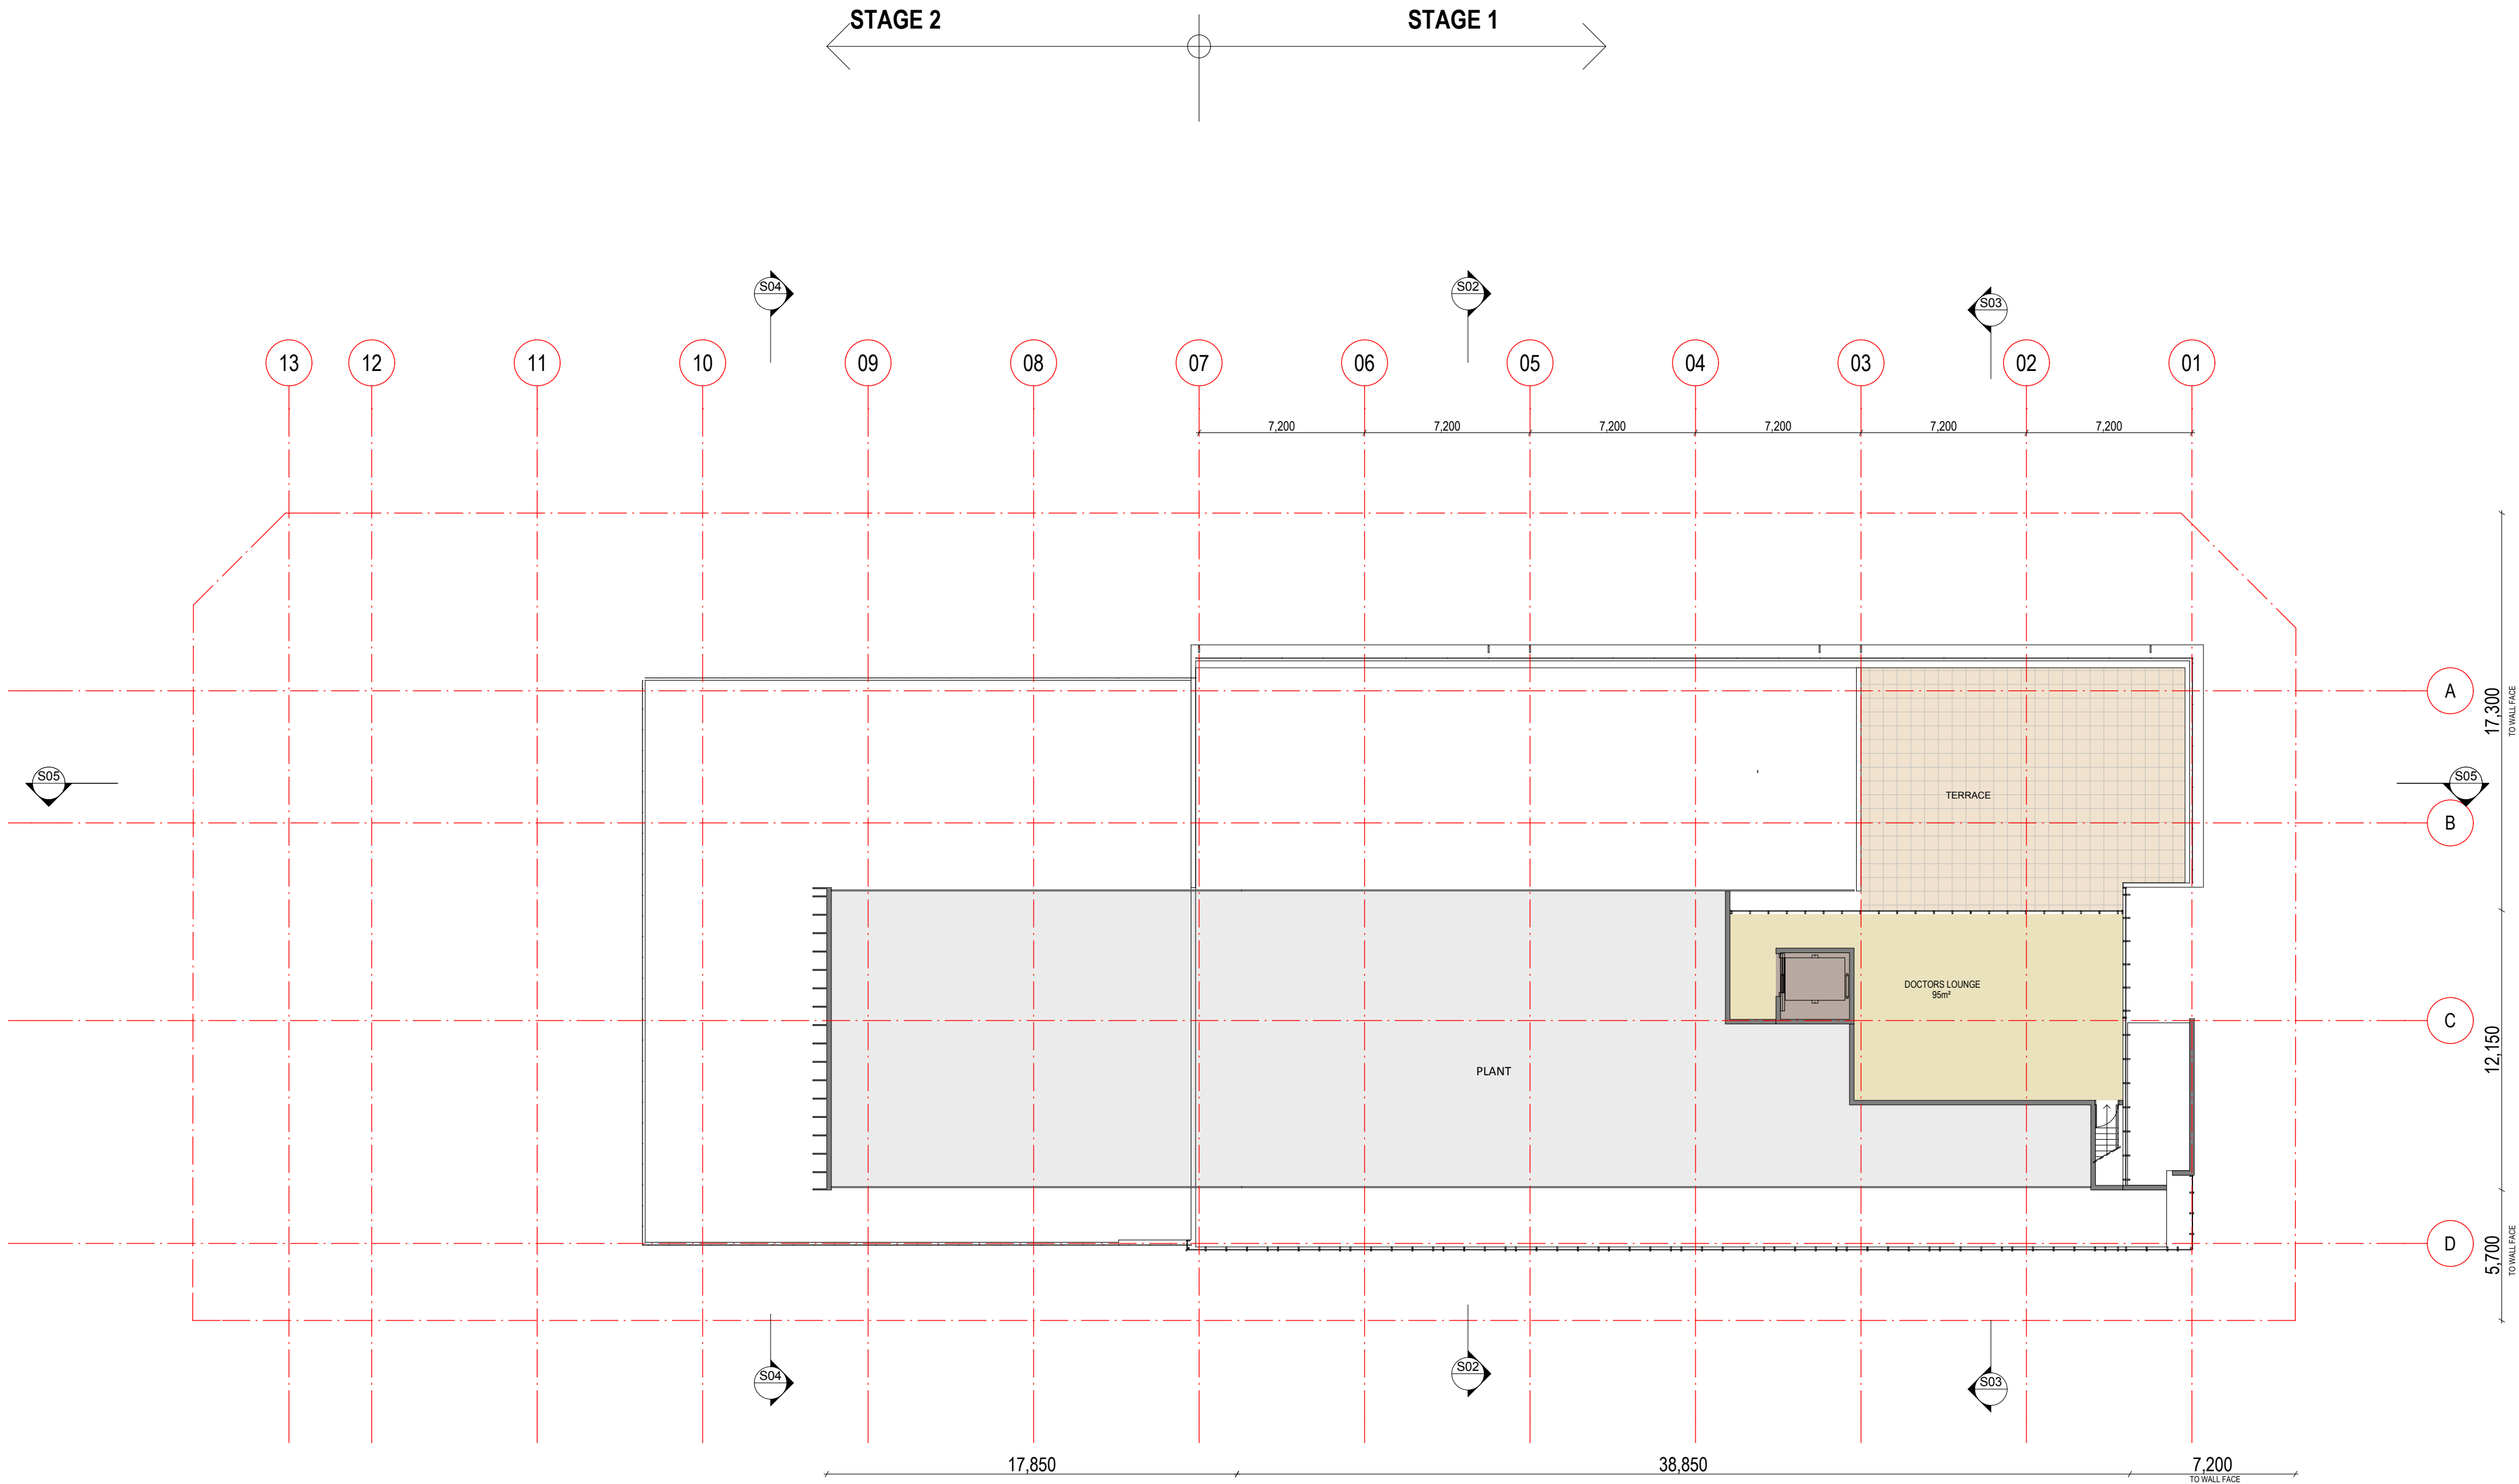 STAGE 2
STAGE 1
S04
S02
S03
13
12
11
10
09
08
07
06
05
04
03
02
01
7,200
7,200
7,200
7,200
7,200
7,200
A
17,300
TO WALL FACE
S05
S05
TERRACE
B
DOCTORS LOUNGE
95m²
C
12,150
PLANT
D
5,700
TO WALL FACE
S04
S02
S03
17,850
38,850
7,200
TO WALL FACE